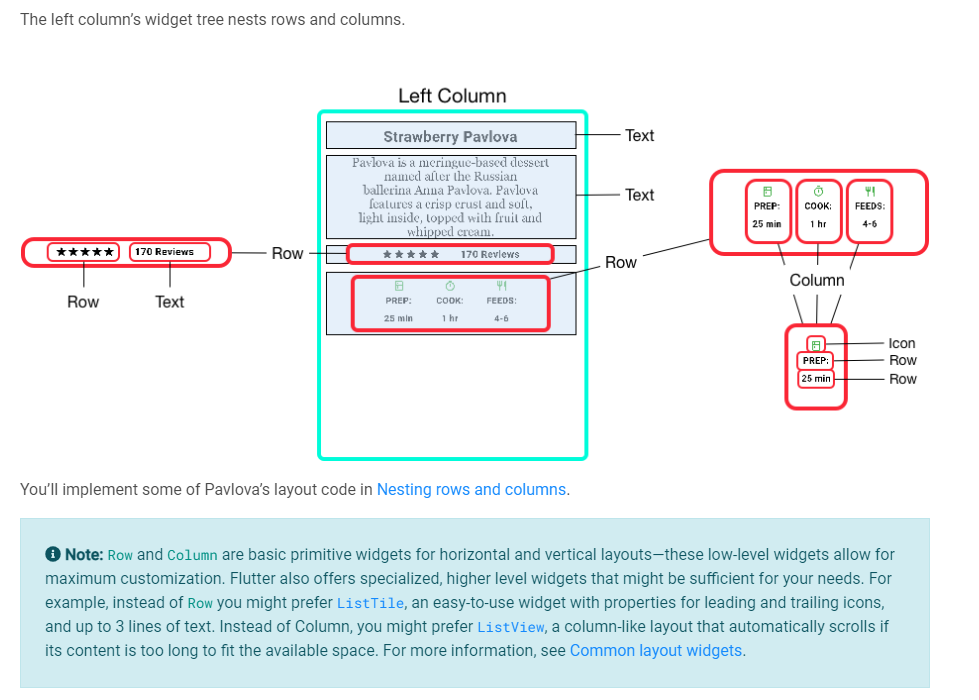 The left column’s widget tree nests rows and columns.
Left Column
Strawberry Pavlova
Text
Pavlova is a meringue-based dessert
named after the Russian
ballerina Anna Pavlova. Pavlova
features a crisp crust and soft,
light inside, topped with fruit and
whipped cream.
Text
170 Reviews
Row
Text
Row
170 Reviews
PREP:
COOK:
FEEDS:
25 min
1 hr
4-6
Row
PREP:
COOK:
FEEDS:
25 min
1 hr
4-6
Column
PREP:
25 min
Icon
Row
Row
You’ll implement some of Pavlova’s layout code in Nesting rows and columns.
Note: Row and Column are basic primitive widgets for horizontal and vertical layouts—these low-level widgets allow for
maximum customization. Flutter also offers specialized, higher level widgets that might be sufficient for your needs. For
example, instead of Row you might prefer ListTile, an easy-to-use widget with properties for leading and trailing icons,
and up to 3 lines of text. Instead of Column, you might prefer ListView, a column-like layout that automatically scrolls if
its content is too long to fit the available space. For more information, see Common layout widgets.